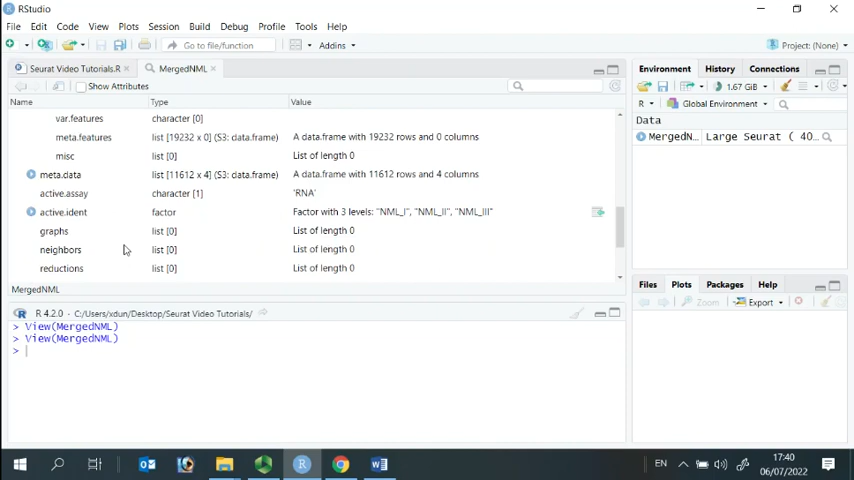 RStudio
File Edit Code View Plots Session Build Debug Profile Tools Help
Go to file/function Addins Project: (None)
Seurat Video Tutorials.R MergedNML
Show Attributes
Name Type Value
var.features character [0]
meta.features list [19232 x 0] (S3: data.frame) A data.frame with 19232 rows and 0 columns
misc list [0] List of length 0
meta.data list [11612 x 4] (S3: data.frame) A data.frame with 11612 rows and 4 columns
active.assay character [1] 'RNA'
active.ident factor Factor with 3 levels: "NML_I", "NML_II", "NML_III"
graphs list [0] List of length 0
neighbors list [0] List of length 0
reductions list [0] List of length 0
MergedNML
R 4.2.0 · C:/Users/xdun/Desktop/Seurat Video Tutorials/
> View(MergedNML)
> View(MergedNML)
>
Environment History Connections
1.67 GiB
R Global Environment
Data
MergedN… Large Seurat ( 40…
Files Plots Packages Help
Zoom Export
EN 17:40
06/07/2022